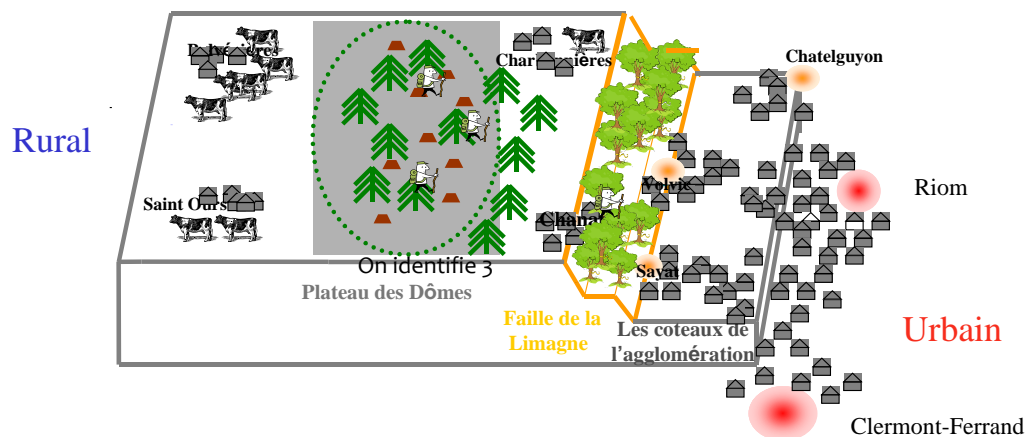 Chatelguyon
Rural
Volvic
Riom
Saint Ours
Chanat
Sayat
On identifie 3
Plateau des Dômes
Faille de la
Limagne
Les coteaux de
l'agglomération
Urbain
Clermont-Ferrand